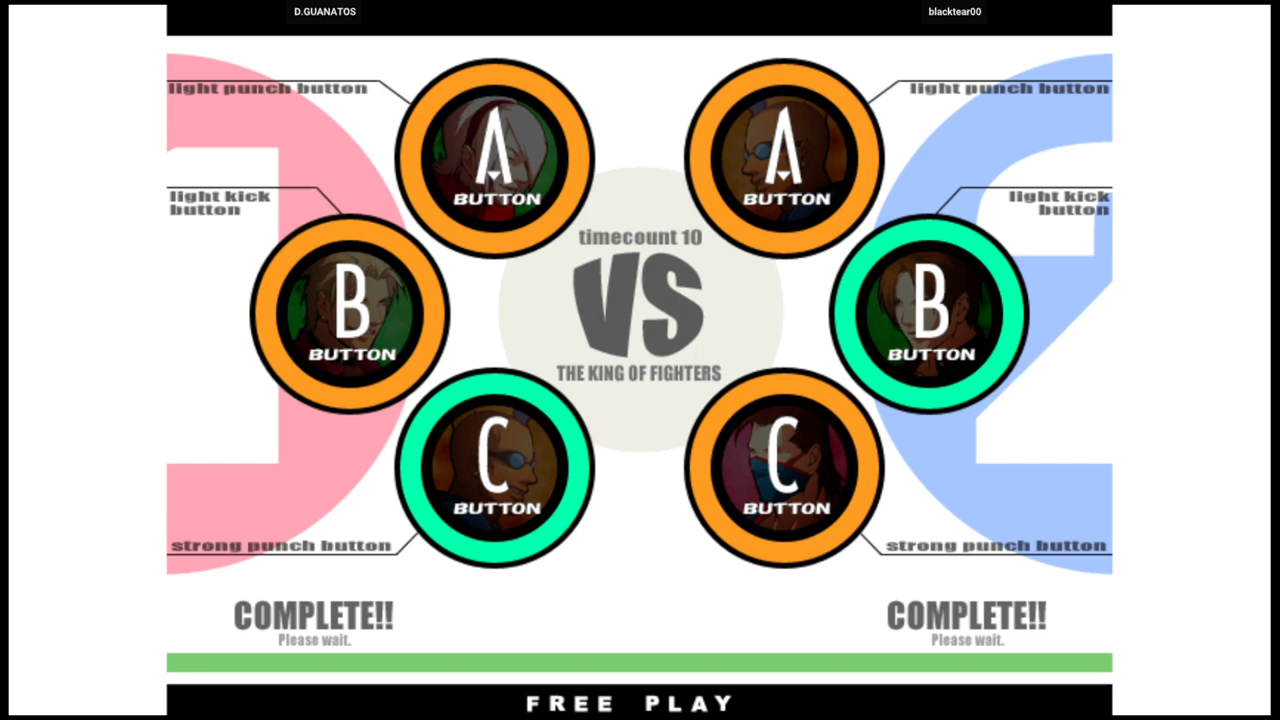 D.GUANATOS
blacktear00
light punch button
light punch button
A
BUTTON
A
BUTTON
light kick
button
light kick
button
timecount 10
VS
THE KING OF FIGHTERS
B
BUTTON
B
BUTTON
C
BUTTON
C
BUTTON
strong punch button
strong punch button
COMPLETE!!
Please wait.
COMPLETE!!
Please wait.
FREE PLAY
1
2